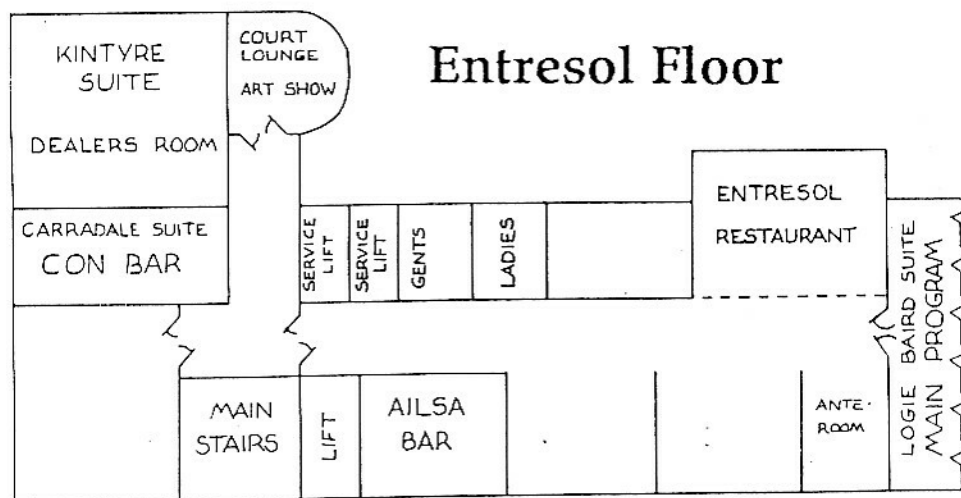 Entresol Floor
KINTYRE
SUITE
DEALERS ROOM
COURT
LOUNGE
ART SHOW
CARRADALE SUITE
CON BAR
SERVICE
LIFT
SERVICE
LIFT
GENTS
LADIES
ENTRESOL
RESTAURANT
LOGIE BAIRD SUITE
MAIN PROGRAM
MAIN
STAIRS
LIFT
AILSA
BAR
ANTE-
ROOM